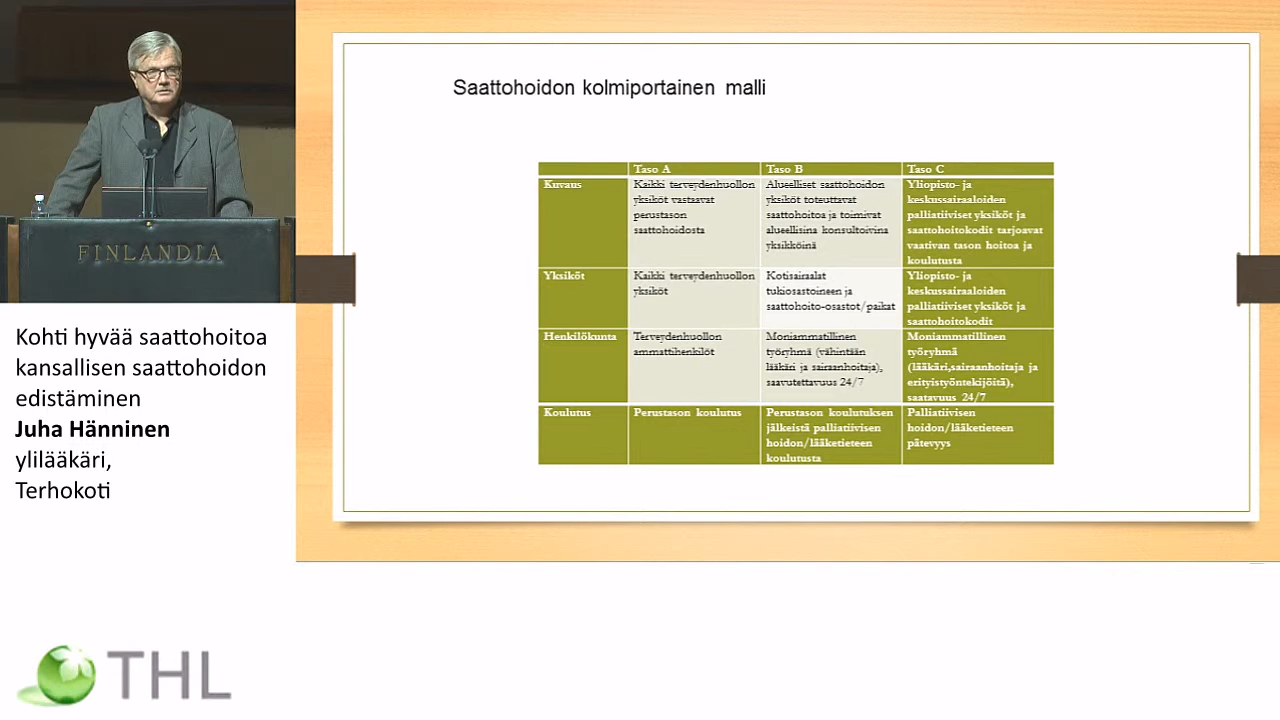 FINLANDIA
Kohti hyvää saattohoitoa
kansallisen saattohoidon
edistäminen
Juha Hänninen
ylilääkäri,
Terhokoti
THL
Saattohoidon kolmiportainen malli
Taso A
Taso B
Taso C
Kuvaus
Kaikki terveydenhuollon
yksiköt vastaavat
perustason
saattohoidosta
Alueelliset saattohoidon
yksiköt toteuttavat
saattohoitoa ja toimivat
alueellisina konsultoivina
yksikköinä
Yliopisto- ja
keskussairaaloiden
palliatiiviset yksiköt ja
saattohoitokodit tarjoavat
vaativan tason hoitoa ja
koulutusta
Yksiköt
Kaikki terveydenhuollon
yksiköt
Kotisairaalat
tukiosastoineen ja
saattohoito-osastot/paikat
Yliopisto- ja
keskussairaaloiden
palliatiiviset yksiköt ja
saattohoitokodit
Henkilökunta
Terveydenhuollon
ammattihenkilöt
Moniammatillinen
työryhmä (vähintään
lääkäri ja sairaanhoitaja),
saavutettavuus 24/7
Moniammatillinen
työryhmä
(lääkäri,sairaanhoitaja ja
erityistyöntekijöitä),
saatavuus 24/7
Koulutus
Perustason koulutus
Perustason koulutuksen
jälkeistä palliatiivisen
hoidon/lääketieteen
koulutusta
Palliatiivisen
hoidon/lääketieteen
pätevyys